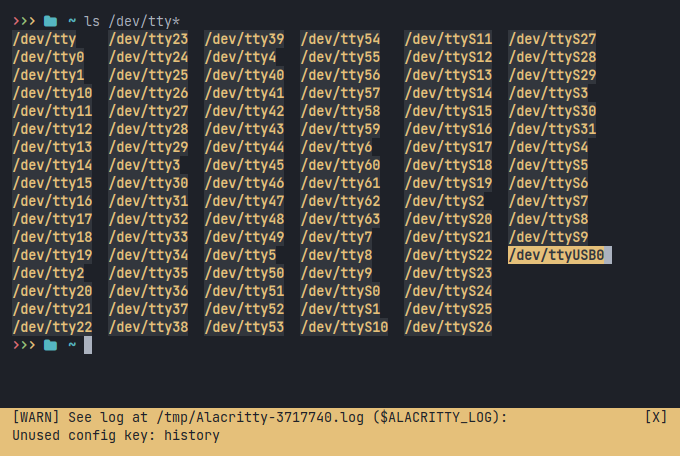 >>> ~ ls /dev/tty*
/dev/tty /dev/tty23 /dev/tty39 /dev/tty54 /dev/ttyS11 /dev/ttyS27
/dev/tty0 /dev/tty24 /dev/tty4 /dev/tty55 /dev/ttyS12 /dev/ttyS28
/dev/tty1 /dev/tty25 /dev/tty40 /dev/tty56 /dev/ttyS13 /dev/ttyS29
/dev/tty10 /dev/tty26 /dev/tty41 /dev/tty57 /dev/ttyS14 /dev/ttyS3
/dev/tty11 /dev/tty27 /dev/tty42 /dev/tty58 /dev/ttyS15 /dev/ttyS30
/dev/tty12 /dev/tty28 /dev/tty43 /dev/tty59 /dev/ttyS16 /dev/ttyS31
/dev/tty13 /dev/tty29 /dev/tty44 /dev/tty6 /dev/ttyS17 /dev/ttyS4
/dev/tty14 /dev/tty3 /dev/tty45 /dev/tty60 /dev/ttyS18 /dev/ttyS5
/dev/tty15 /dev/tty30 /dev/tty46 /dev/tty61 /dev/ttyS19 /dev/ttyS6
/dev/tty16 /dev/tty31 /dev/tty47 /dev/tty62 /dev/ttyS2 /dev/ttyS7
/dev/tty17 /dev/tty32 /dev/tty48 /dev/tty63 /dev/ttyS20 /dev/ttyS8
/dev/tty18 /dev/tty33 /dev/tty49 /dev/tty7 /dev/ttyS21 /dev/ttyS9
/dev/tty19 /dev/tty34 /dev/tty5 /dev/tty8 /dev/ttyS22 /dev/ttyUSB0
/dev/tty2 /dev/tty35 /dev/tty50 /dev/tty9 /dev/ttyS23
/dev/tty20 /dev/tty36 /dev/tty51 /dev/ttyS0 /dev/ttyS24
/dev/tty21 /dev/tty37 /dev/tty52 /dev/ttyS1 /dev/ttyS25
/dev/tty22 /dev/tty38 /dev/tty53 /dev/ttyS10 /dev/ttyS26
>>> ~
[WARN] See log at /tmp/Alacritty-3717740.log ($ALACRITTY_LOG): [X]
Unused config key: history